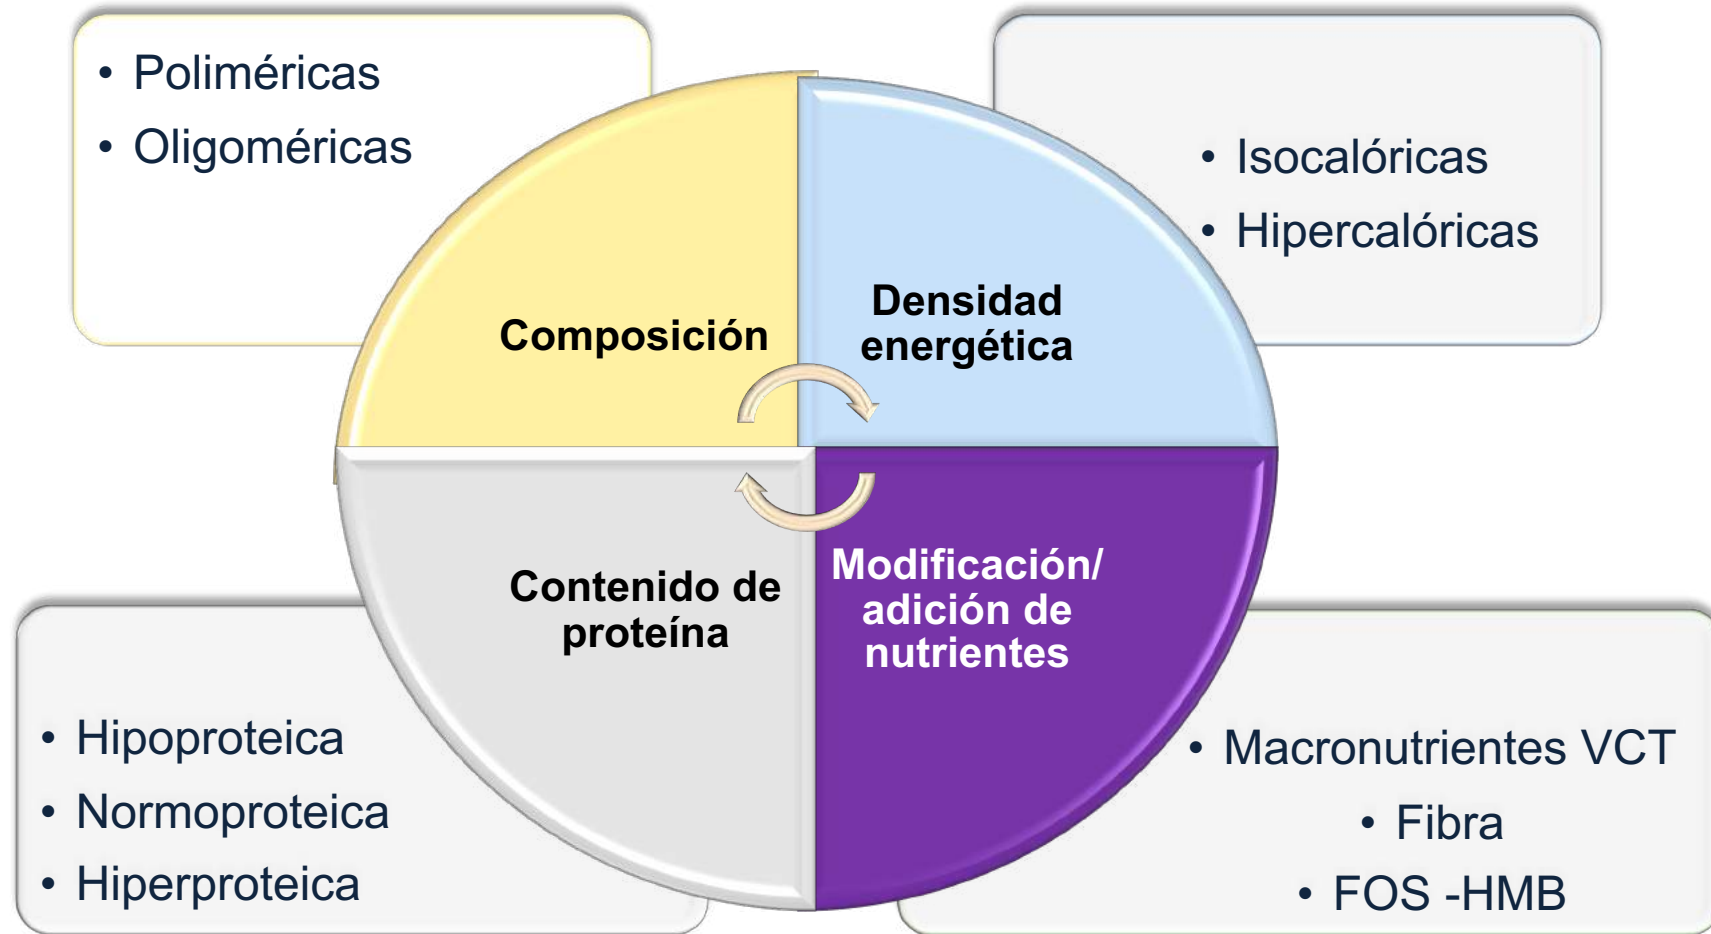 • Poliméricas
• Oligoméricas
• Isocalóricas
• Hipercalóricas
Composición
Densidad
energética
Contenido de
proteína
Modificación/
adición de
nutrientes
• Hipoproteica
• Normoproteica
• Hiperproteica
• Macronutrientes VCT
• Fibra
• FOS -HMB